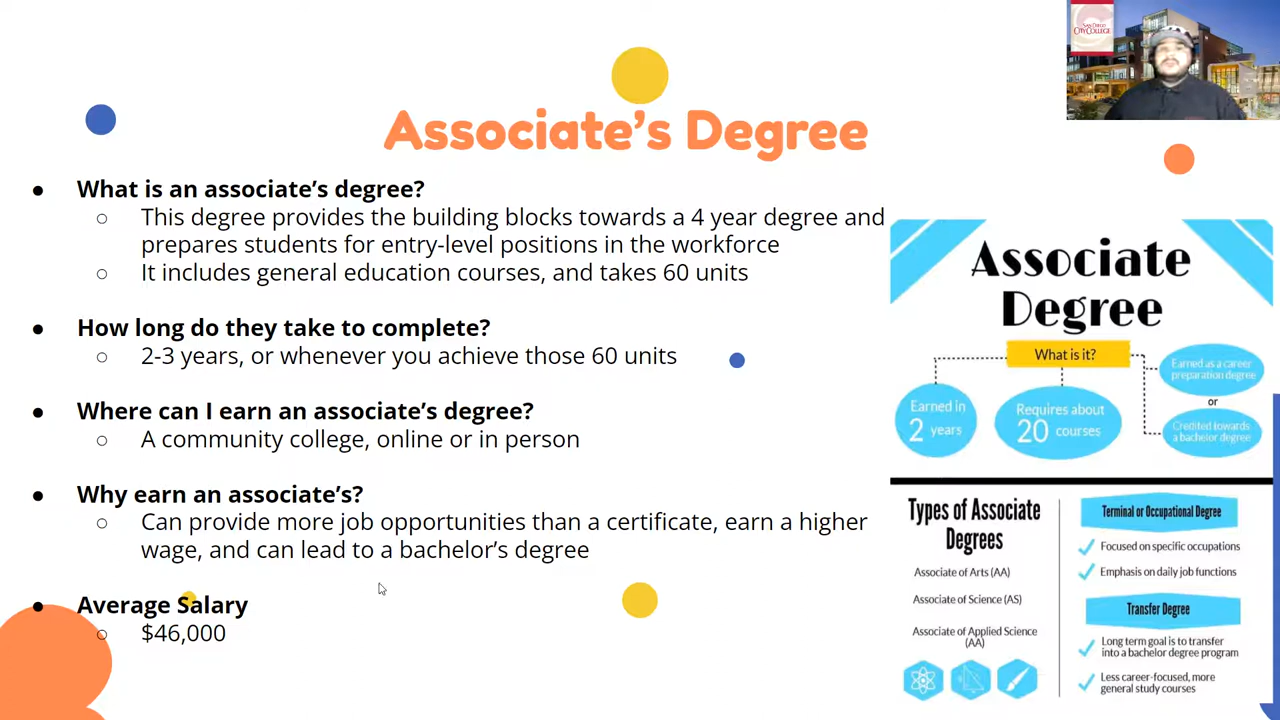 SAN DIEGO
CITY COLLEGE
Associate's Degree
● What is an associate's degree?
○ This degree provides the building blocks towards a 4 year degree and
prepares students for entry-level positions in the workforce
○ It includes general education courses, and takes 60 units
● How long do they take to complete?
○ 2-3 years, or whenever you achieve those 60 units
● Where can I earn an associate's degree?
○ A community college, online or in person
● Why earn an associate's?
○ Can provide more job opportunities than a certificate, earn a higher
wage, and can lead to a bachelor's degree
● Average Salary
○ $46,000
Associate
Degree
What is it?
Earned in
2 years
Requires about
20 courses
Earned as a career
preparation degree
or
Credited towards
a bachelor degree
Types of Associate
Degrees
Associate of Arts (AA)
Associate of Science (AS)
Associate of Applied Science
(AA)
Terminal or Occupational Degree
Focused on specific occupations
Emphasis on daily job functions
Transfer Degree
Long term goal is to transfer
into a bachelor degree program
Less career-focused, more
general study courses